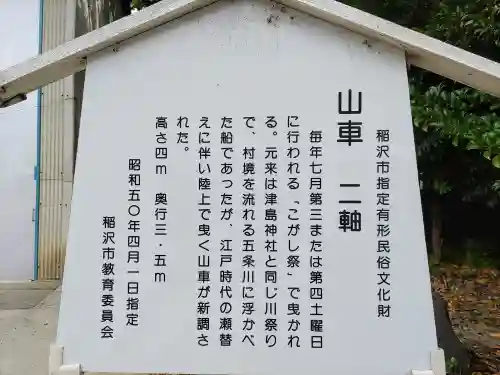 稲沢市指定有形民俗文化財
山車 二軸
毎年七月第三または第四土曜日
に行われる「こがし祭」で曳かれ
る。元来は津島神社と同じ川祭り
で、村境を流れる五条川に浮かべ
た船であったが、江戸時代の瀬替
えに伴い陸上で曳く山車が新調さ
れた。
高さ四m 奥行三・五m
昭和五〇年四月一日指定
稲沢市教育委員会